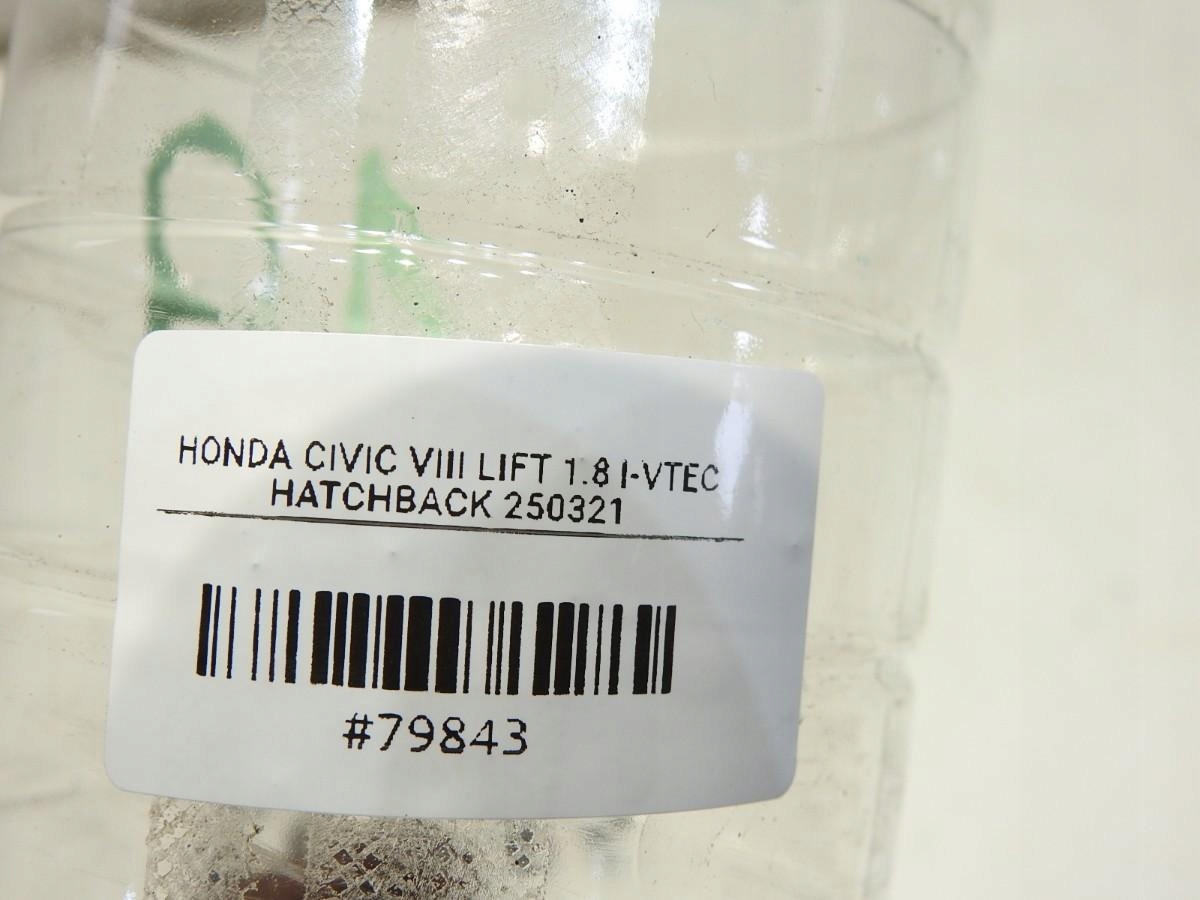 HONDA CIVIC VIII LIFT 1.8 I-VTEC
HATCHBACK 250321
#79843